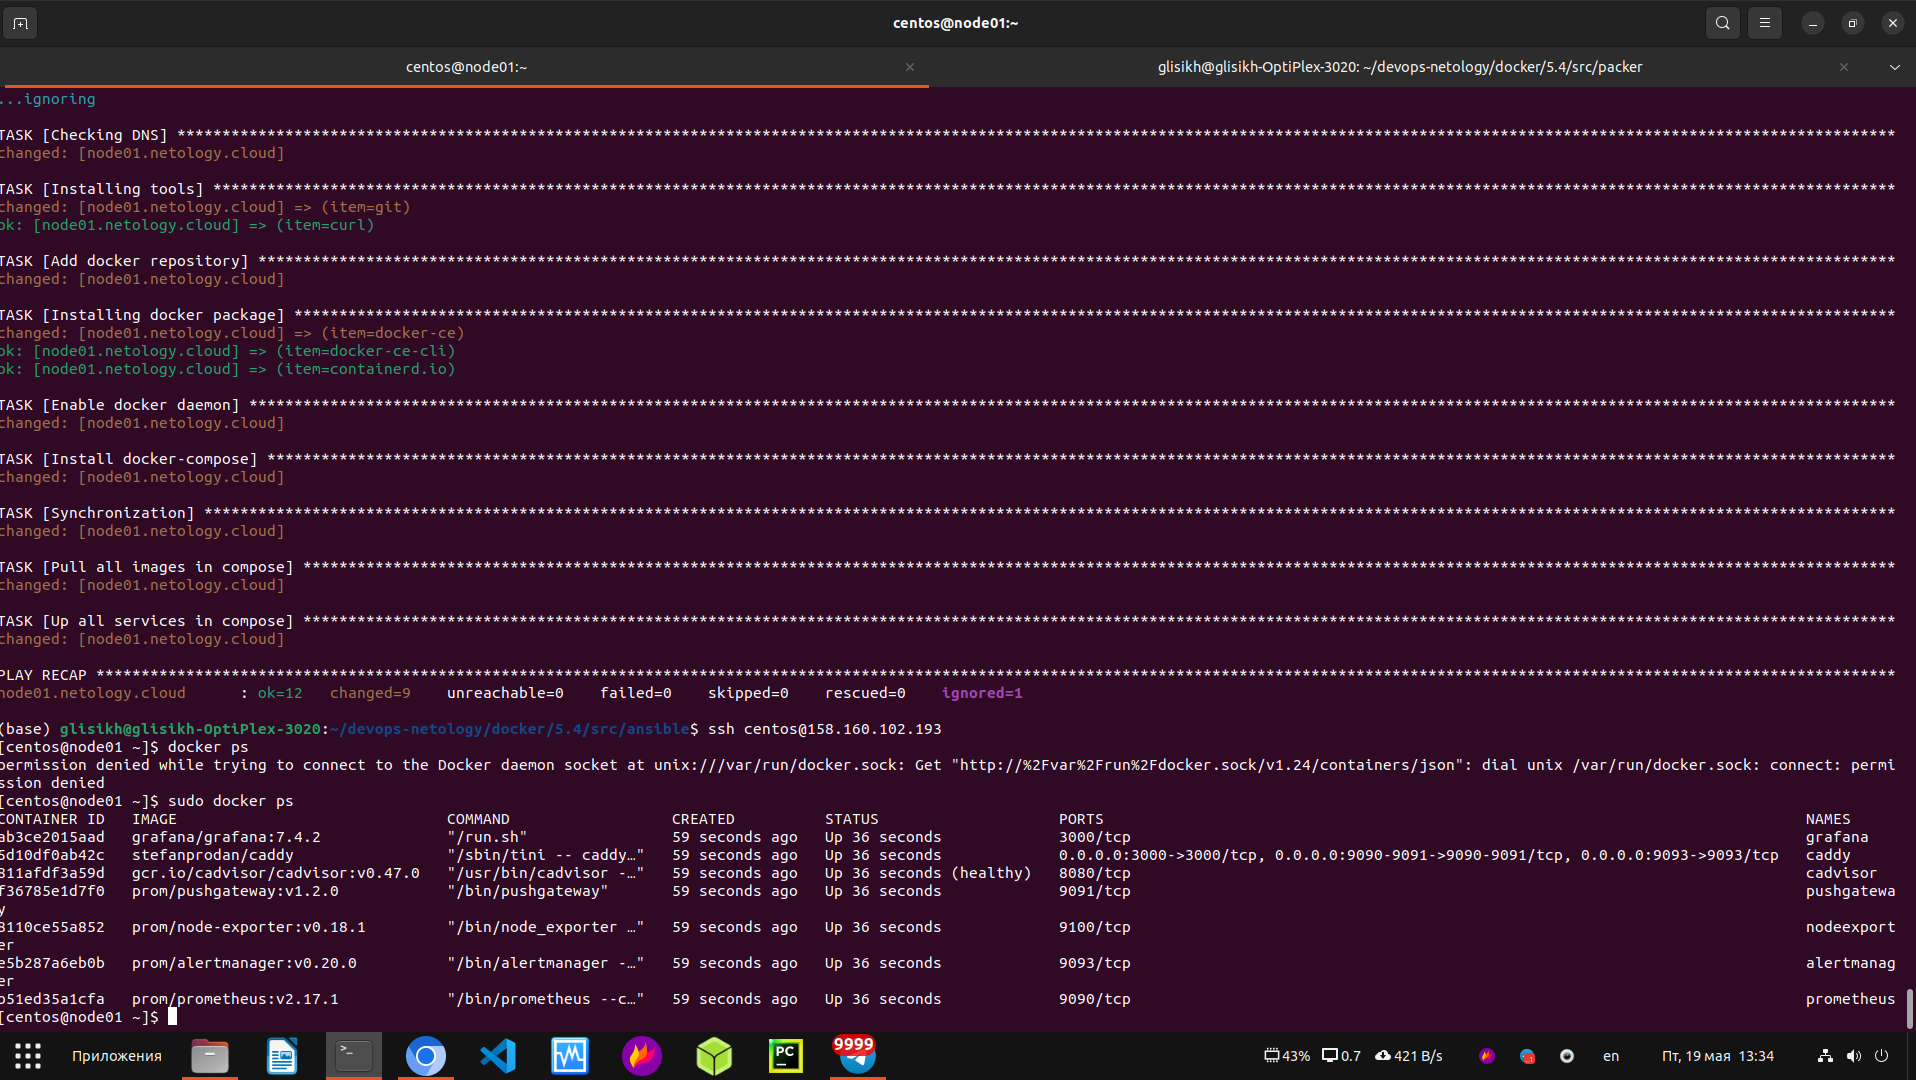 centos@node01:~
centos@node01:~
glisikh@glisikh-OptiPlex-3020: ~/devops-netology/docker/5.4/src/packer
...ignoring
TASK [Checking DNS] ***********************************************************************************************************************************************************************************************
changed: [node01.netology.cloud]
TASK [Installing tools] *******************************************************************************************************************************************************************************************
changed: [node01.netology.cloud] => (item=git)
ok: [node01.netology.cloud] => (item=curl)
TASK [Add docker repository] **************************************************************************************************************************************************************************************
changed: [node01.netology.cloud]
TASK [Installing docker package] **********************************************************************************************************************************************************************************
changed: [node01.netology.cloud] => (item=docker-ce)
ok: [node01.netology.cloud] => (item=docker-ce-cli)
ok: [node01.netology.cloud] => (item=containerd.io)
TASK [Enable docker daemon] ***************************************************************************************************************************************************************************************
changed: [node01.netology.cloud]
TASK [Install docker-compose] *************************************************************************************************************************************************************************************
changed: [node01.netology.cloud]
TASK [Synchronization] ********************************************************************************************************************************************************************************************
changed: [node01.netology.cloud]
TASK [Pull all images in compose] *********************************************************************************************************************************************************************************
changed: [node01.netology.cloud]
TASK [Up all services in compose] *********************************************************************************************************************************************************************************
changed: [node01.netology.cloud]
PLAY RECAP ********************************************************************************************************************************************************************************************************
node01.netology.cloud      : ok=12   changed=9    unreachable=0    failed=0    skipped=0    rescued=0    ignored=1
(base) glisikh@glisikh-OptiPlex-3020:~/devops-netology/docker/5.4/src/ansible$ ssh centos@158.160.102.193
[centos@node01 ~]$ docker ps
permission denied while trying to connect to the Docker daemon socket at unix:///var/run/docker.sock: Get "http://%2Fvar%2Frun%2Fdocker.sock/v1.24/containers/json": dial unix /var/run/docker.sock: connect: permi
ssion denied
[centos@node01 ~]$ sudo docker ps
CONTAINER ID   IMAGE                              COMMAND                  CREATED          STATUS                    PORTS                                                                              NAMES
ab3ce2015aad   grafana/grafana:7.4.2              "/run.sh"                59 seconds ago   Up 36 seconds             3000/tcp                                                                           grafana
5d10df0ab42c   stefanprodan/caddy                 "/sbin/tini -- caddy…"   59 seconds ago   Up 36 seconds             0.0.0.0:3000->3000/tcp, 0.0.0.0:9090-9091->9090-9091/tcp, 0.0.0.0:9093->9093/tcp   caddy
811afdf3a59d   gcr.io/cadvisor/cadvisor:v0.47.0   "/usr/bin/cadvisor -…"   59 seconds ago   Up 36 seconds (healthy)   8080/tcp                                                                           cadvisor
f36785e1d7f0   prom/pushgateway:v1.2.0            "/bin/pushgateway"       59 seconds ago   Up 36 seconds             9091/tcp                                                                           pushgatewa
y
8110ce55a852   prom/node-exporter:v0.18.1         "/bin/node_exporter …"   59 seconds ago   Up 36 seconds             9100/tcp                                                                           nodeexport
er
e5b287a6eb0b   prom/alertmanager:v0.20.0          "/bin/alertmanager -…"   59 seconds ago   Up 36 seconds             9093/tcp                                                                           alertmanag
er
b51ed35a1cfa   prom/prometheus:v2.17.1            "/bin/prometheus --c…"   59 seconds ago   Up 36 seconds             9090/tcp                                                                           prometheus
[centos@node01 ~]$
Приложения
PC
9999
43%
0.7
421 B/s
en
Пт, 19 мая 13:34